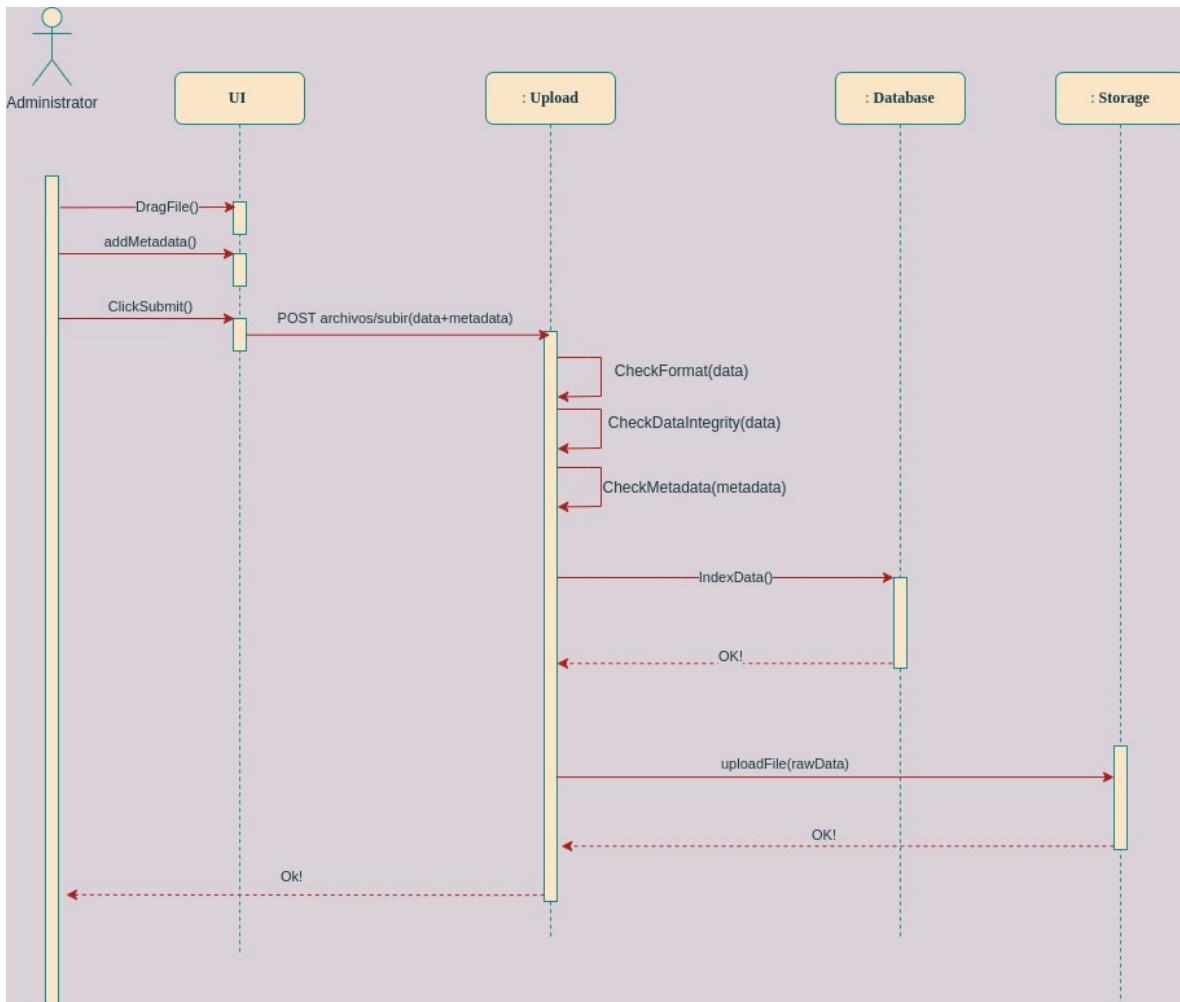 Administrator
UI
: Upload
: Database
: Storage
DragFile()
addMetadata()
ClickSubmit()
POST archivos/subir(data+metadata)
CheckFormat(data)
CheckDataIntegrity(data)
CheckMetadata(metadata)
IndexData()
OK!
uploadFile(rawData)
OK!
Ok!